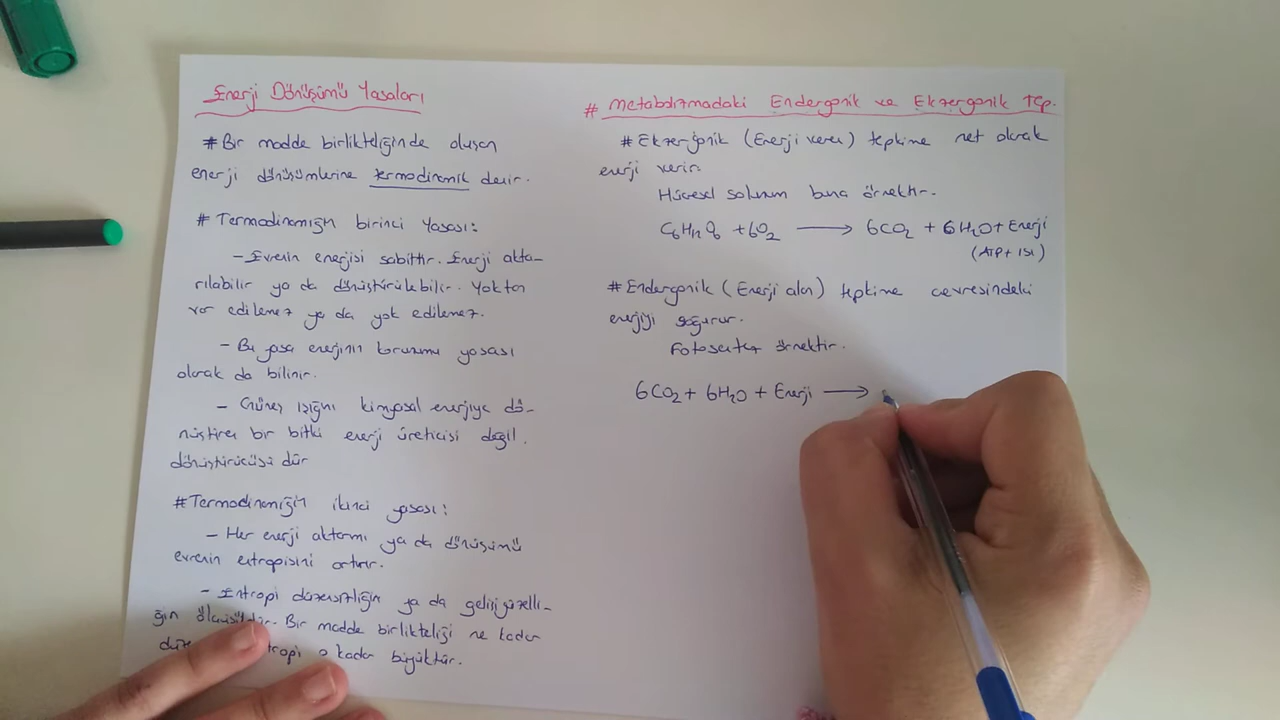 Enerji Dönüşümü Yasaları
# Bir madde birlikteliğinde oluşan
enerji dönüşümlerine termodinamik denir.
# Termodinamiğin birinci Yasası:
- Evrenin enerjisi sabittir. Enerji akta-
rılabilir ya da dönüştürülebilir. Yoktan
var edilemez ya da yok edilemez.
- Bu yasa enerjinin korunumu yasası
olarak da bilinir.
- Güneş ışığını kimyasal enerjiye dö-
nüştüren bir bitki enerji üreticisi değil,
dönüştürücüsüdür
# Termodinamiğin ikinci yasası:
- Her enerji aktarımı ya da dönüşümü
evrenin entropisini artırır.
- Entropi düzensizliğin ya da gelişigüzelli-
ğin ölçüsüdür. Bir madde birlikteliği ne kadar
o kadar büyüktür.
# Metabolizmadaki Endergonik ve Ekzergonik Tep.
# Ekzergonik (Enerji veren) tepkime net olarak
enerji verir.
Hücresel solunum buna örnektir.
C6H12O6 + 6O2 → 6CO2 + 6H2O + Enerji
(ATP + ISI)
# Endergonik (Enerji alan) tepkime çevresindeki
enerjiyi soğurur.
Fotosentez örnektir.
6CO2 + 6H2O + Enerji →